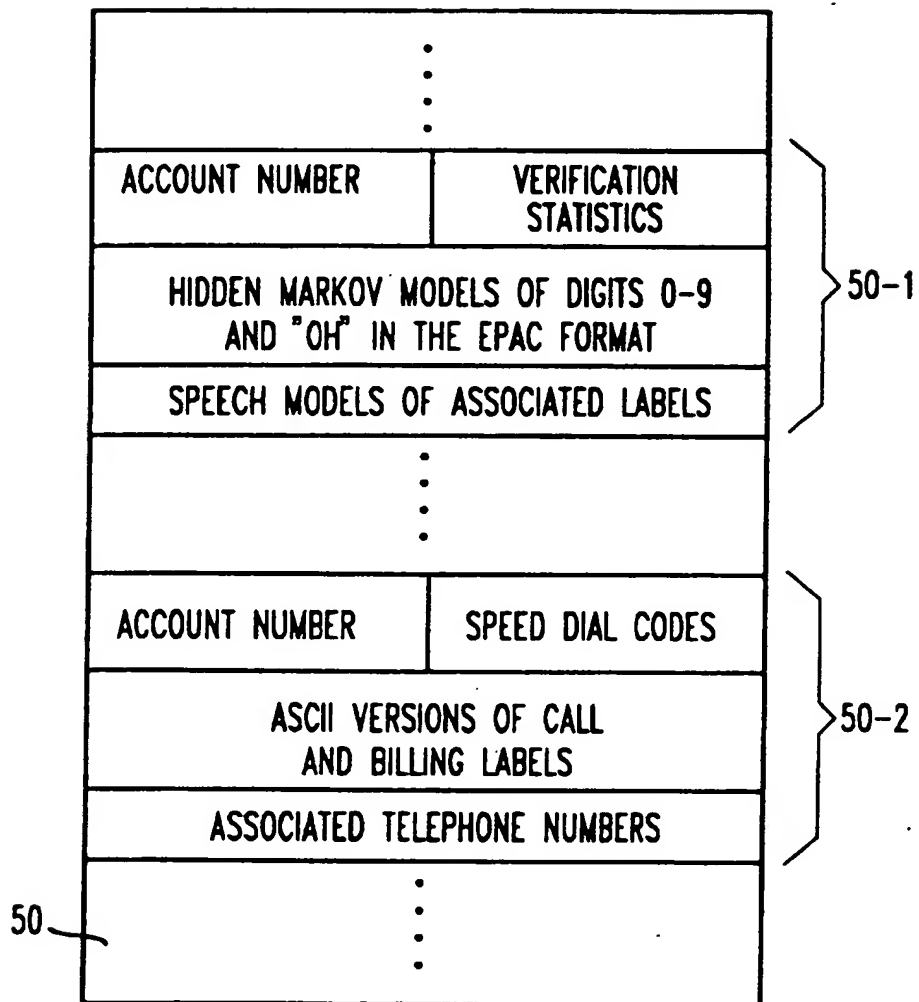 ACCOUNT NUMBER
VERIFICATION
STATISTICS
HIDDEN MARKOV MODELS OF DIGITS 0-9
AND "OH" IN THE EPAC FORMAT
SPEECH MODELS OF ASSOCIATED LABELS
50-1
ACCOUNT NUMBER
SPEED DIAL CODES
ASCII VERSIONS OF CALL
AND BILLING LABELS
ASSOCIATED TELEPHONE NUMBERS
50-2
50